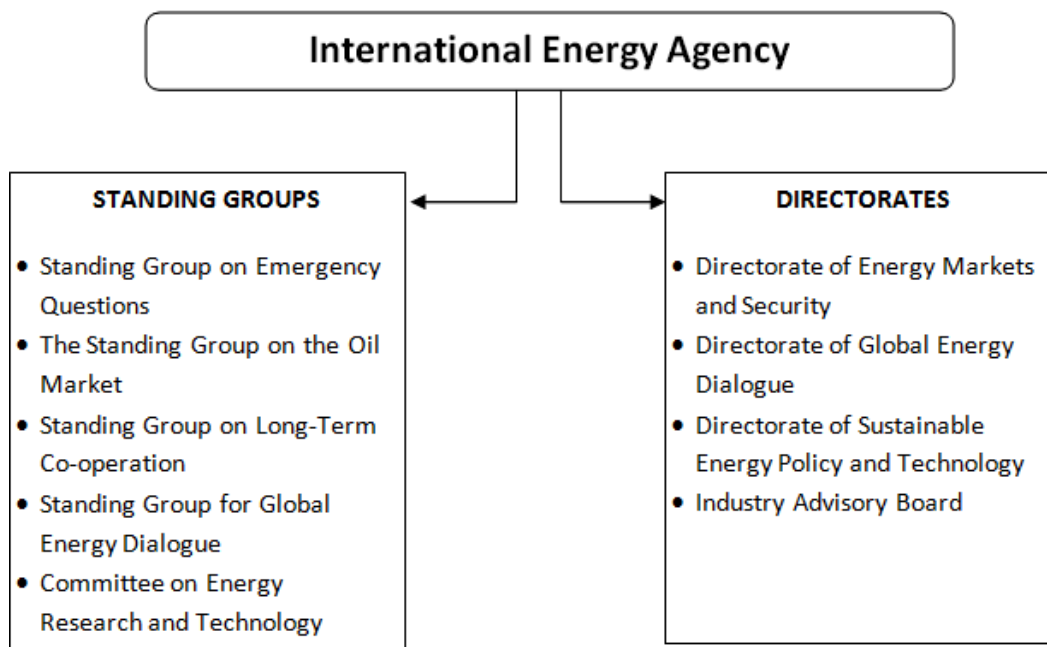 International Energy Agency
STANDING GROUPS
• Standing Group on Emergency
Questions
• The Standing Group on the Oil
Market
• Standing Group on Long-Term
Co-operation
• Standing Group for Global
Energy Dialogue
• Committee on Energy
Research and Technology
DIRECTORATES
• Directorate of Energy Markets
and Security
• Directorate of Global Energy
Dialogue
• Directorate of Sustainable
Energy Policy and Technology
• Industry Advisory Board